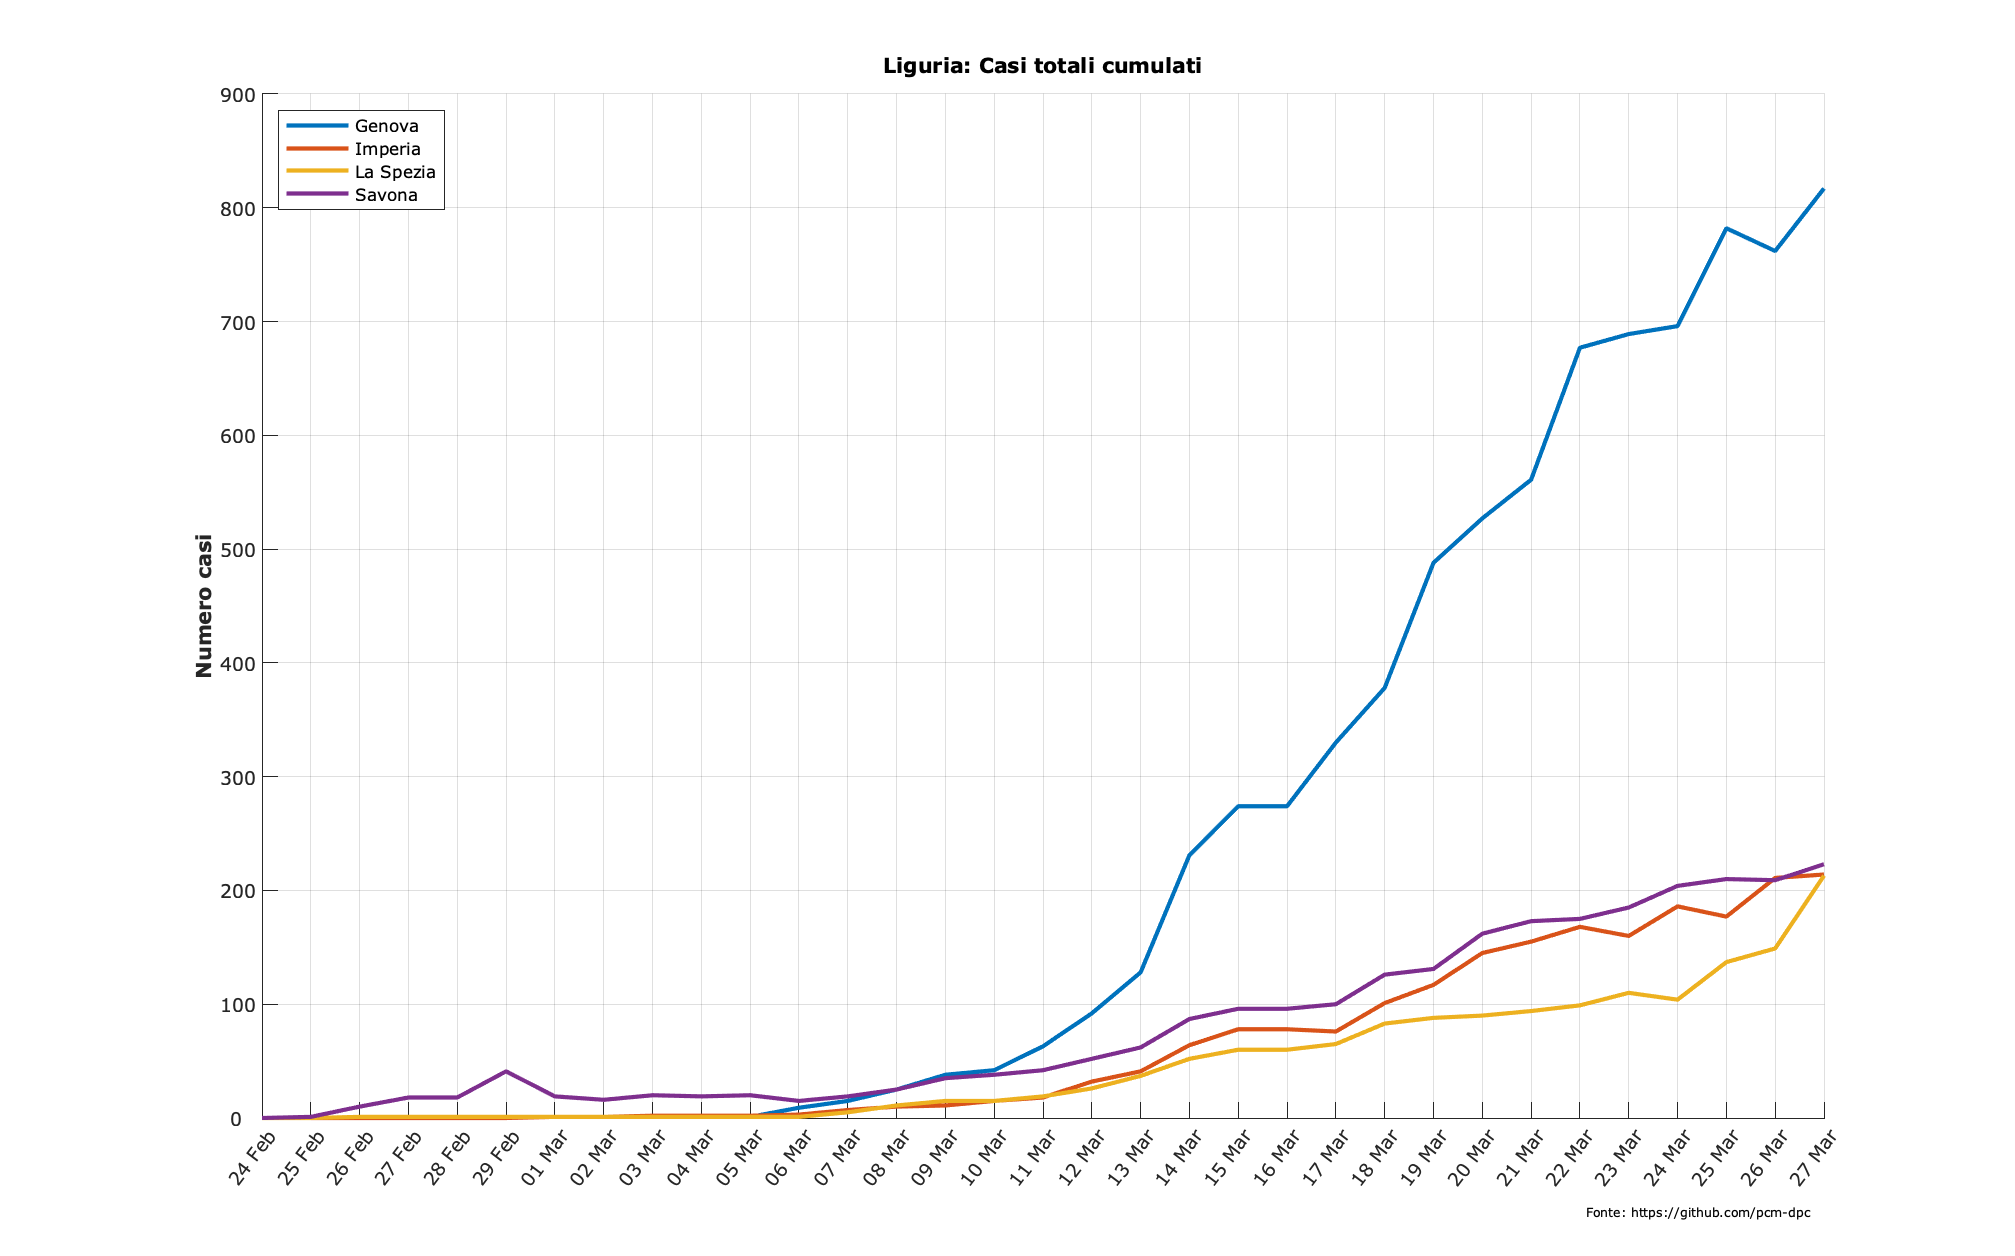 Liguria: Casi totali cumulati
900
800
700
600
500
400
300
200
100
0
Numero casi
Genova
Imperia
La Spezia
Savona
24 Feb
25 Feb
26 Feb
27 Feb
28 Feb
29 Feb
01 Mar
02 Mar
03 Mar
04 Mar
05 Mar
06 Mar
07 Mar
08 Mar
09 Mar
10 Mar
11 Mar
12 Mar
13 Mar
14 Mar
15 Mar
16 Mar
17 Mar
18 Mar
19 Mar
20 Mar
21 Mar
22 Mar
23 Mar
24 Mar
25 Mar
26 Mar
27 Mar
Fonte: https://github.com/pcm-dpc